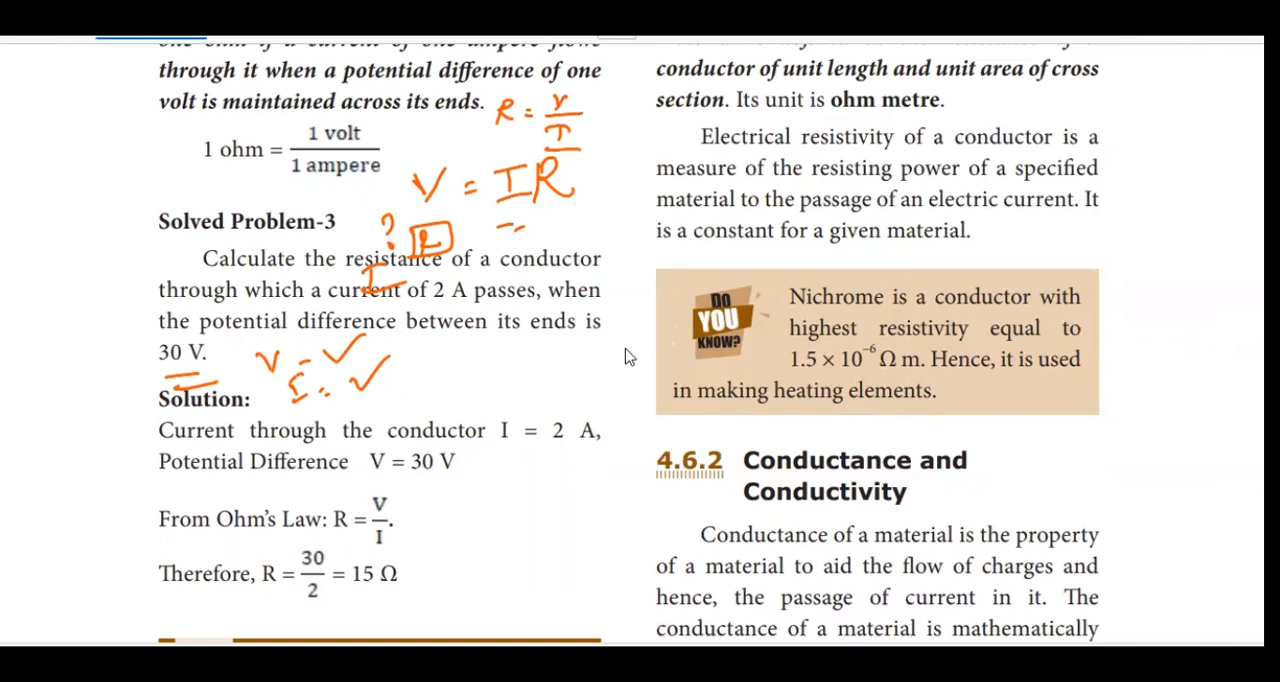 one ohm if a current of one ampere flows
through it when a potential difference of one
volt is maintained across its ends.
R = V
I
1 ohm = 1 volt
1 ampere
V = IR
Solved Problem-3
? R
Calculate the resistance of a conductor
I
through which a current of 2 A passes, when
the potential difference between its ends is
30 V.
V =
I =
Solution:
Current through the conductor I = 2 A,
Potential Difference V = 30 V
From Ohm's Law: R = V
I .
Therefore, R = 30
2 = 15 Ω
conductor of unit length and unit area of cross
section. Its unit is ohm metre.
Electrical resistivity of a conductor is a
measure of the resisting power of a specified
material to the passage of an electric current. It
is a constant for a given material.
DO
YOU
KNOW?
Nichrome is a conductor with
highest resistivity equal to
1.5 × 10⁻⁶ Ω m. Hence, it is used
in making heating elements.
4.6.2 Conductance and
Conductivity
Conductance of a material is the property
of a material to aid the flow of charges and
hence, the passage of current in it. The
conductance of a material is mathematically